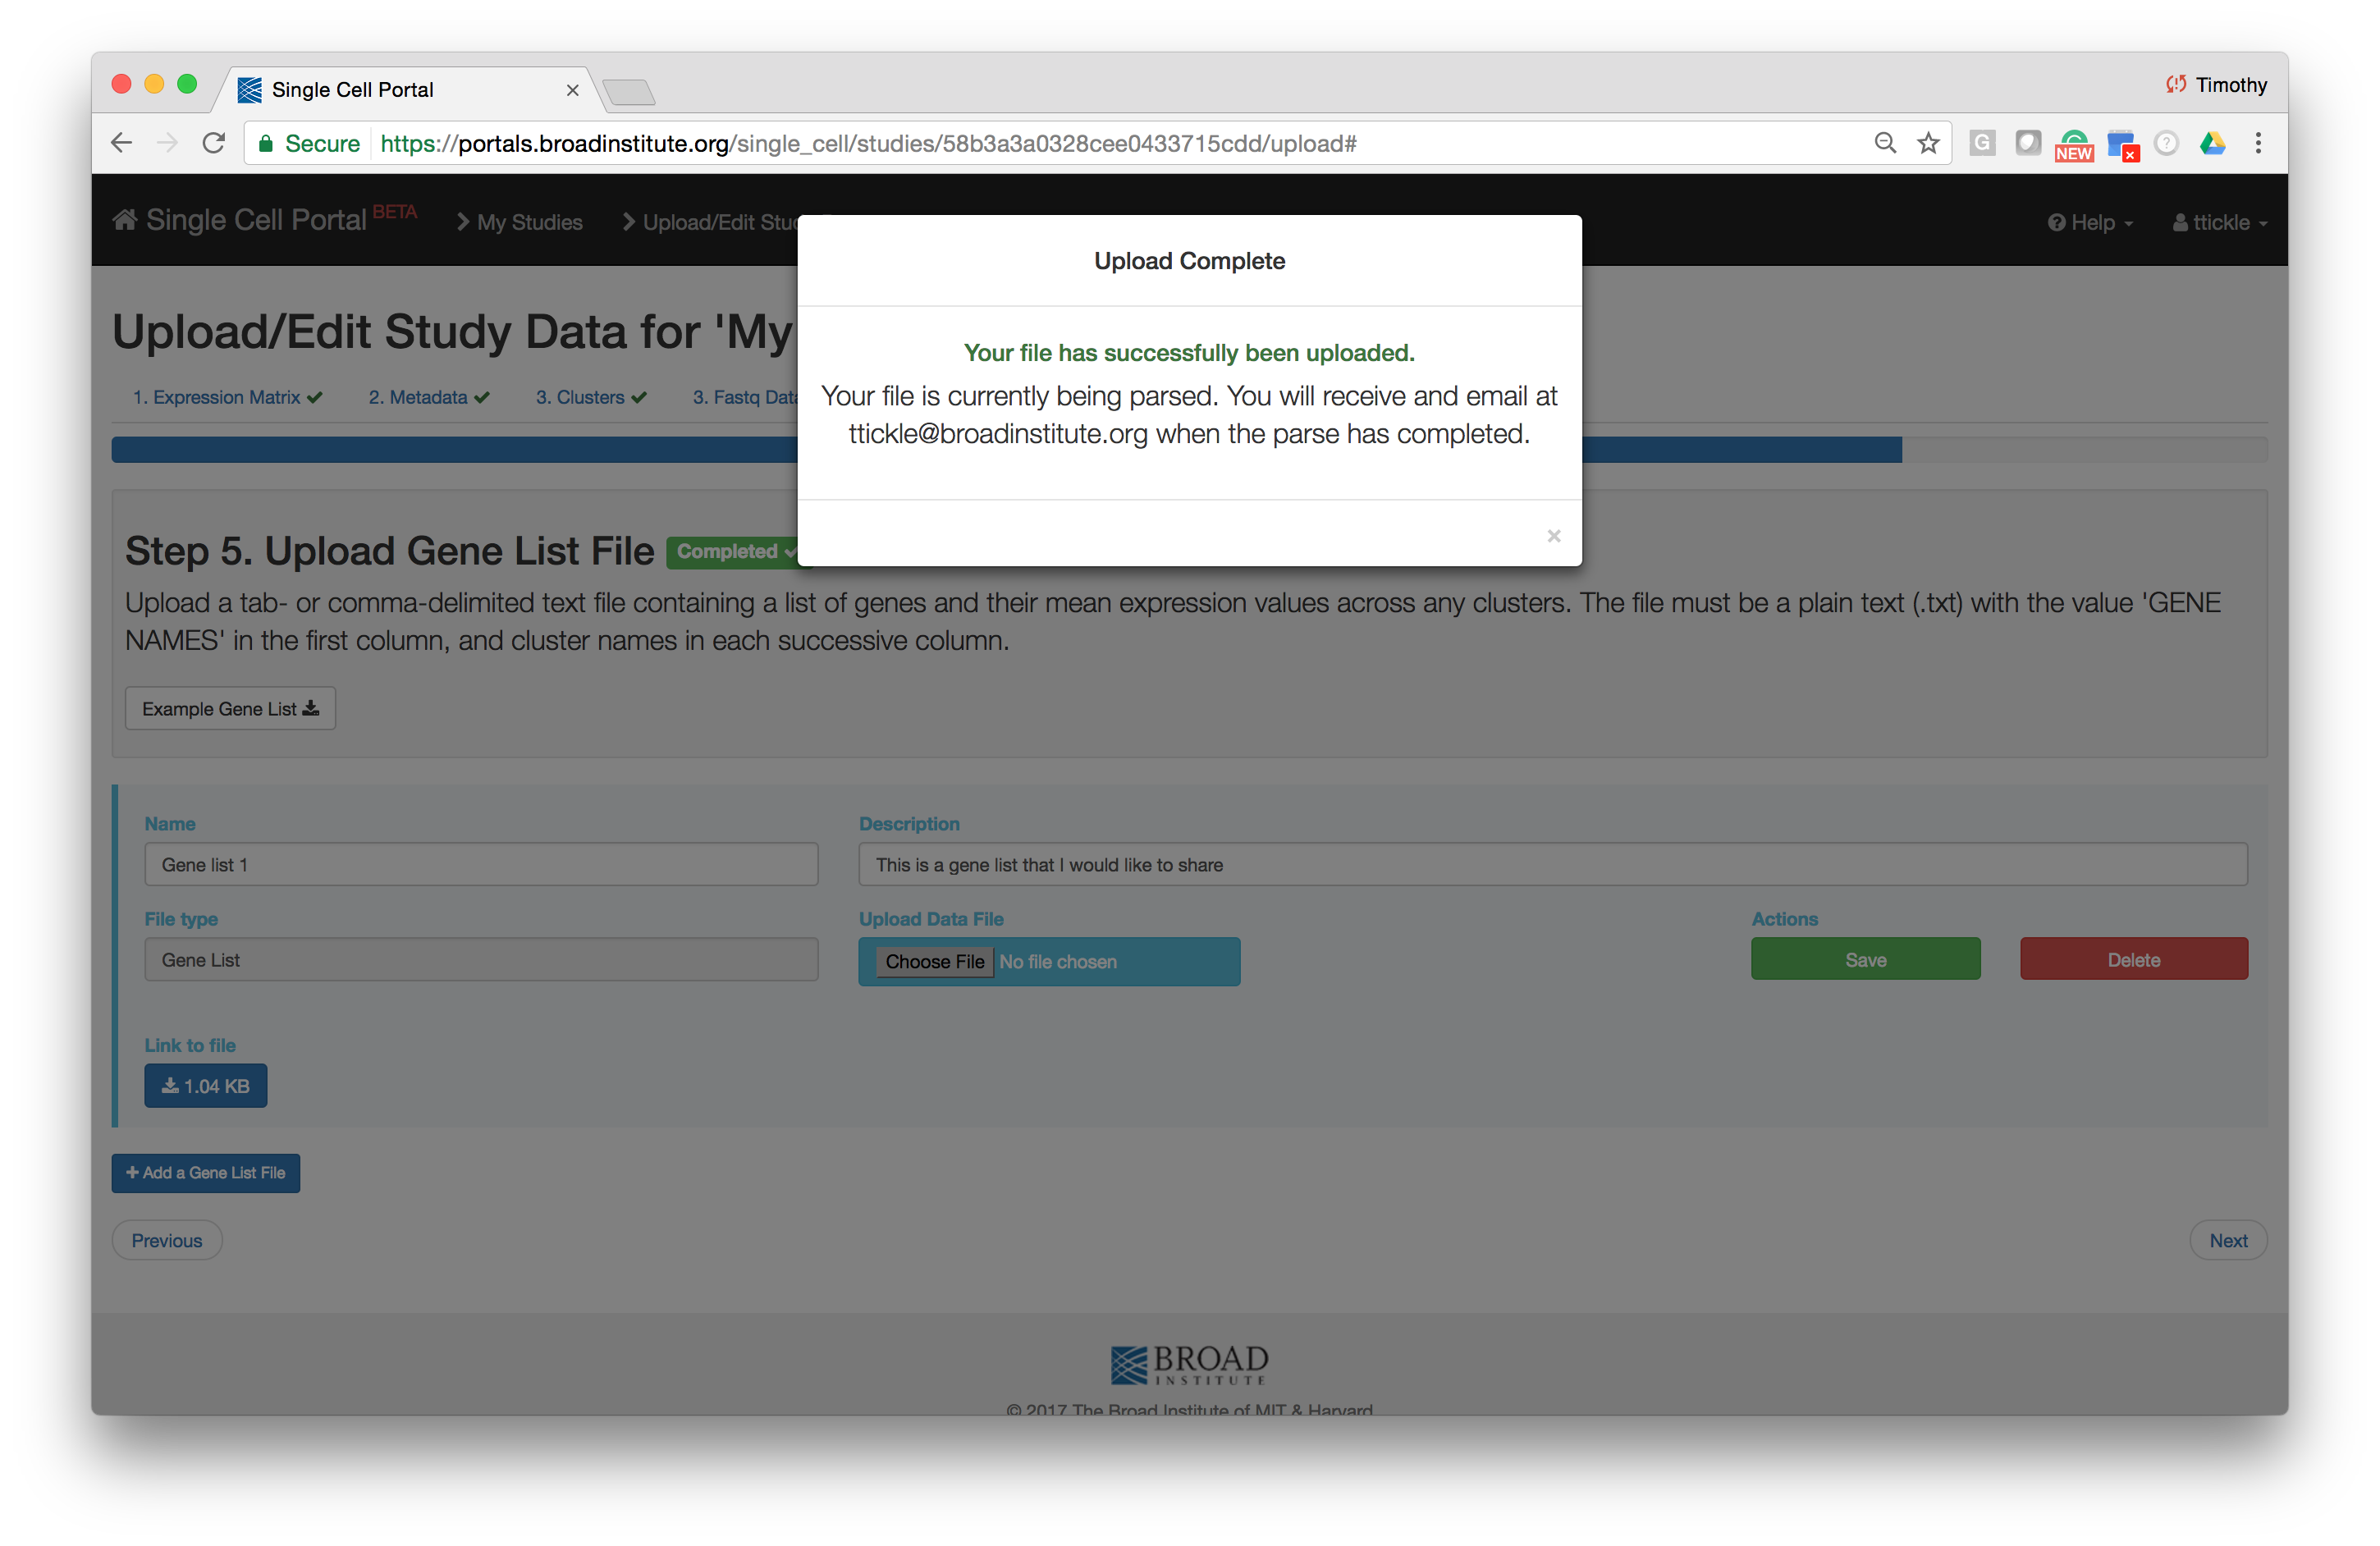 Single Cell Portal
Timothy
Secure https://portals.broadinstitute.org/single_cell/studies/58b3a3a0328cee0433715cdd/upload#
G
NEW
?
Single Cell Portal BETA
My Studies
Upload/Edit
Help
ttickle
Upload Complete
Your file has successfully been uploaded.
Your file is currently being parsed. You will receive and email at
ttickle@broadinstitute.org when the parse has completed.
×
Upload/Edit Study Data for 'My
1. Expression Matrix
2. Metadata
3. Clusters
3. Fastq
Step 5. Upload Gene List File Completed
Upload a tab- or comma-delimited text file containing a list of genes and their mean expression values across any clusters. The file must be a plain text (.txt) with the value 'GENE
NAMES' in the first column, and cluster names in each successive column.
Example Gene List
Name
Description
Gene list 1
This is a gene list that I would like to share
File type
Upload Data File
Actions
Gene List
Choose File No file chosen
Save
Delete
Link to file
1.04 KB
+ Add a Gene List File
Previous
Next
BROAD
INSTITUTE
© 2017 The Broad Institute of MIT & Harvard